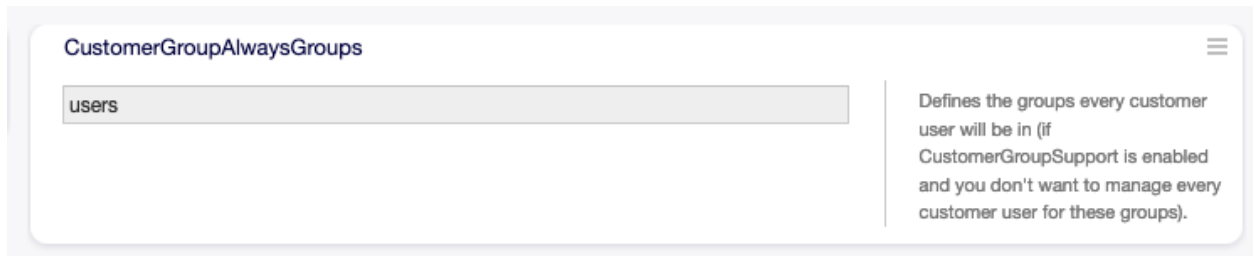 CustomerGroupAlwaysGroups
users
Defines the groups every customer
user will be in (if
CustomerGroupSupport is enabled
and you don't want to manage every
customer user for these groups).